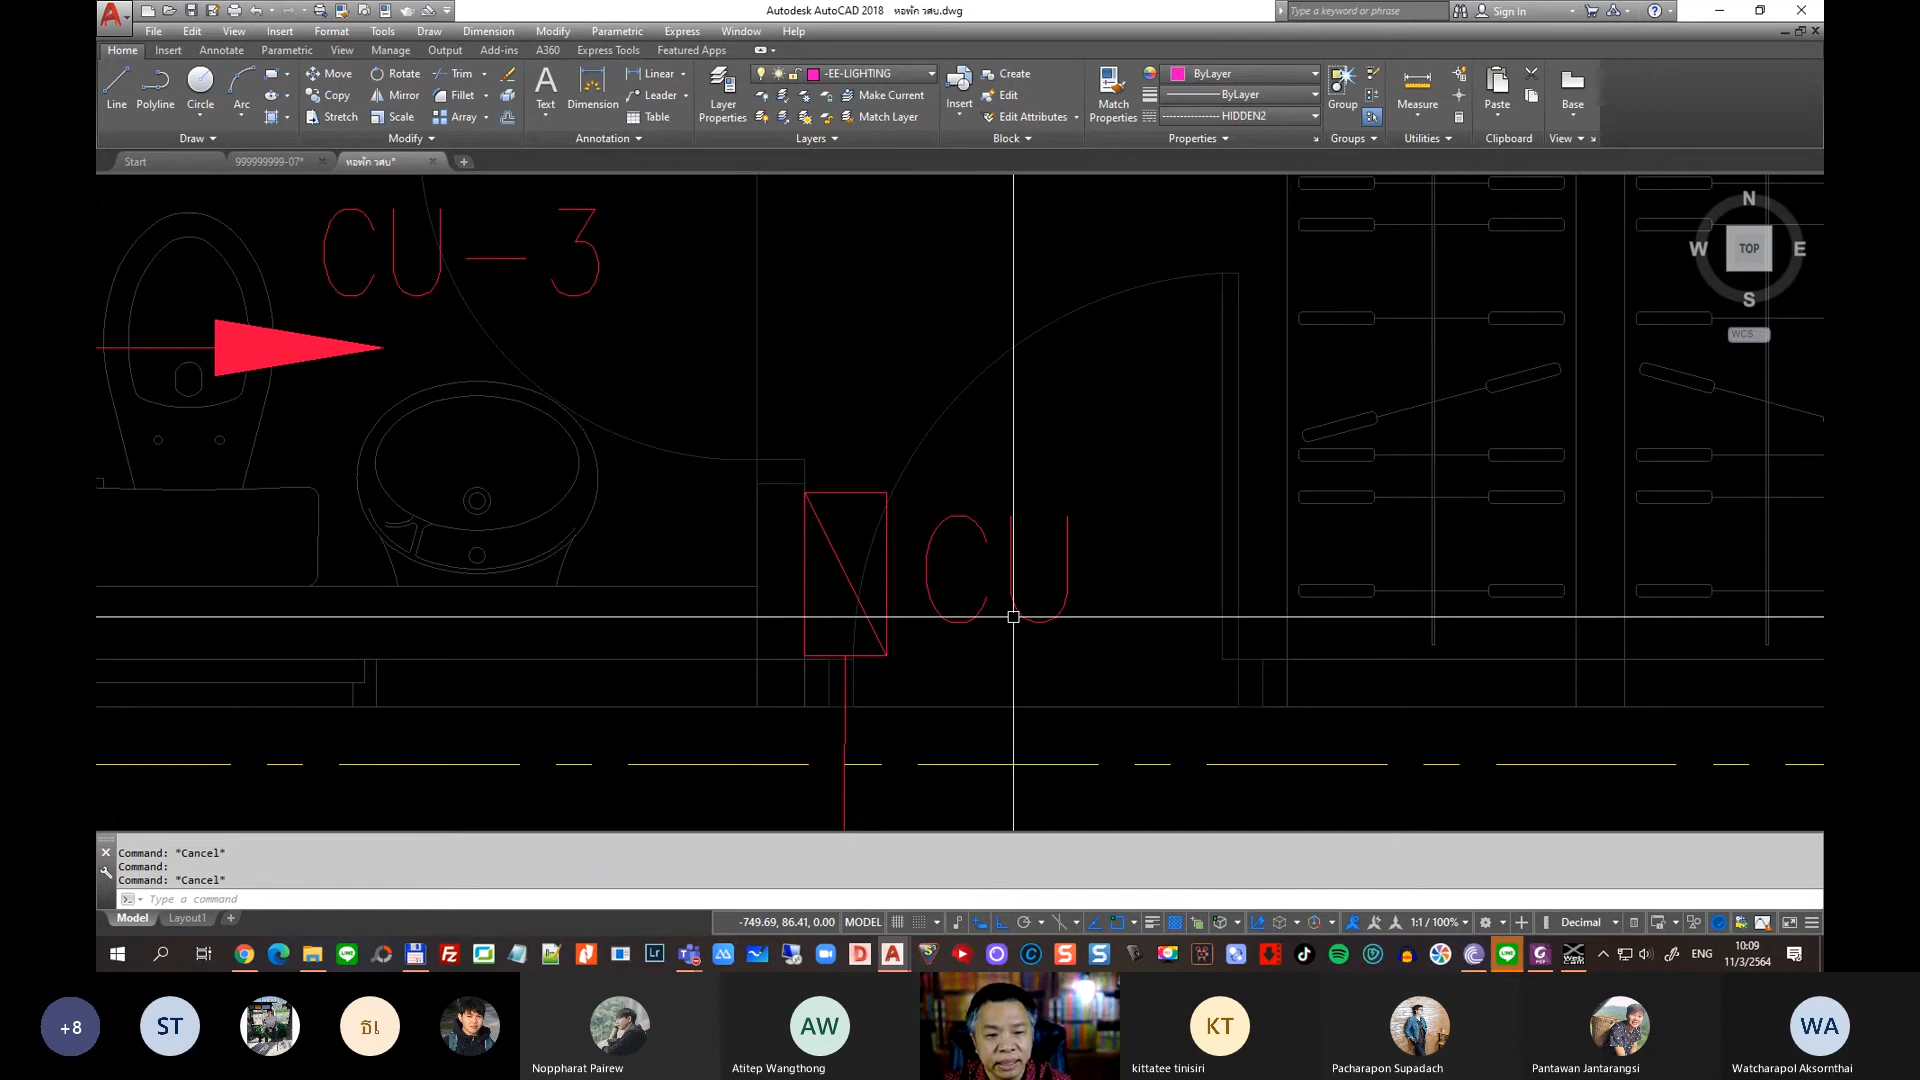 Autodesk AutoCAD 2018 หอพัก วศบ.dwg
Type a keyword or phrase
Sign In
File Edit View Insert Format Tools Draw Dimension Modify Parametric Express Window Help
Home Insert Annotate Parametric View Manage Output Add-ins A360 Express Tools Featured Apps
Line Polyline Circle Arc
Move Rotate Trim
Copy Mirror Fillet
Stretch Scale Array
Text Dimension
Linear
Leader
Table
Layer Properties
-EE-LIGHTING
Make Current
Match Layer
Insert
Create
Edit
Edit Attributes
Match Properties
ByLayer
ByLayer
HIDDEN2
Group Measure Paste Base
Draw Modify Annotation Layers Block Properties Groups Utilities Clipboard View
Start 999999999-07* หอพัก วศบ*
CU-3
CU
N
W TOP E
S
WCS
Command: *Cancel*
Command:
Command: *Cancel*
Type a command
Model Layout1
-749.69, 86.41, 0.00 MODEL 1:1 / 100% Decimal
ENG
10:09
11/3/2564
+8
ST
ธเ
Noppharat Pairew
AW
Atitep Wangthong
KT
kittatee tinisiri
Pacharapon Supadach
Pantawan Jantarangsi
WA
Watcharapol Aksornthai